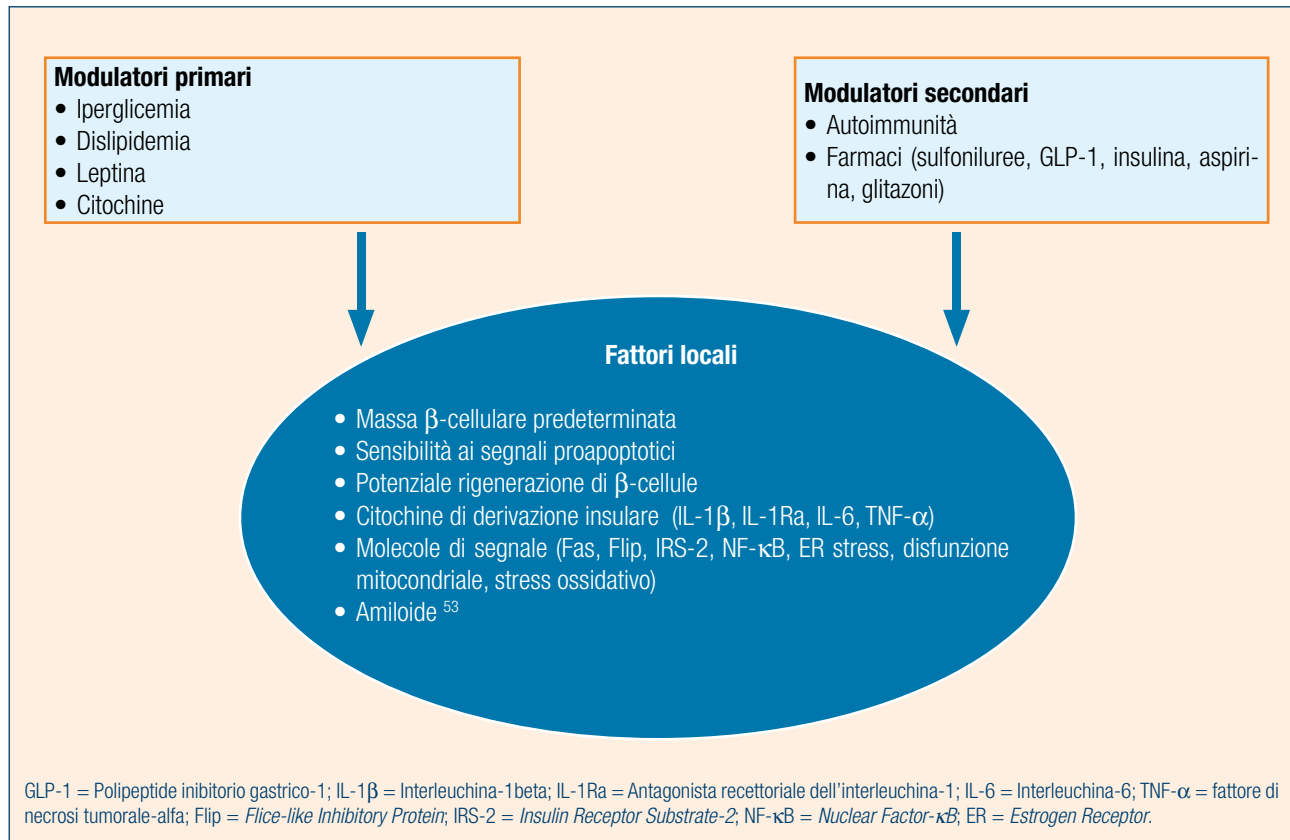 Modulatori primari
• Iperglicemia
• Dislipidemia
• Leptina
• Citochine
Modulatori secondari
• Autoimmunità
• Farmaci (sulfoniluree, GLP-1, insulina, aspiri-
na, glitazoni)
Fattori locali
• Massa β-cellulare predeterminata
• Sensibilità ai segnali proapoptotici
• Potenziale rigenerazione di β-cellule
• Citochine di derivazione insulare (IL-1β, IL-1Ra, IL-6, TNF-α)
• Molecole di segnale (Fas, Flip, IRS-2, NF-κB, ER stress, disfunzione
mitocondriale, stress ossidativo)
• Amiloide 53
GLP-1 = Polipeptide inibitorio gastrico-1; IL-1β = Interleuchina-1beta; IL-1Ra = Antagonista recettoriale dell'interleuchina-1; IL-6 = Interleuchina-6; TNF-α = fattore di
necrosi tumorale-alfa; Flip = Flice-like Inhibitory Protein; IRS-2 = Insulin Receptor Substrate-2; NF-κB = Nuclear Factor-κB; ER = Estrogen Receptor.